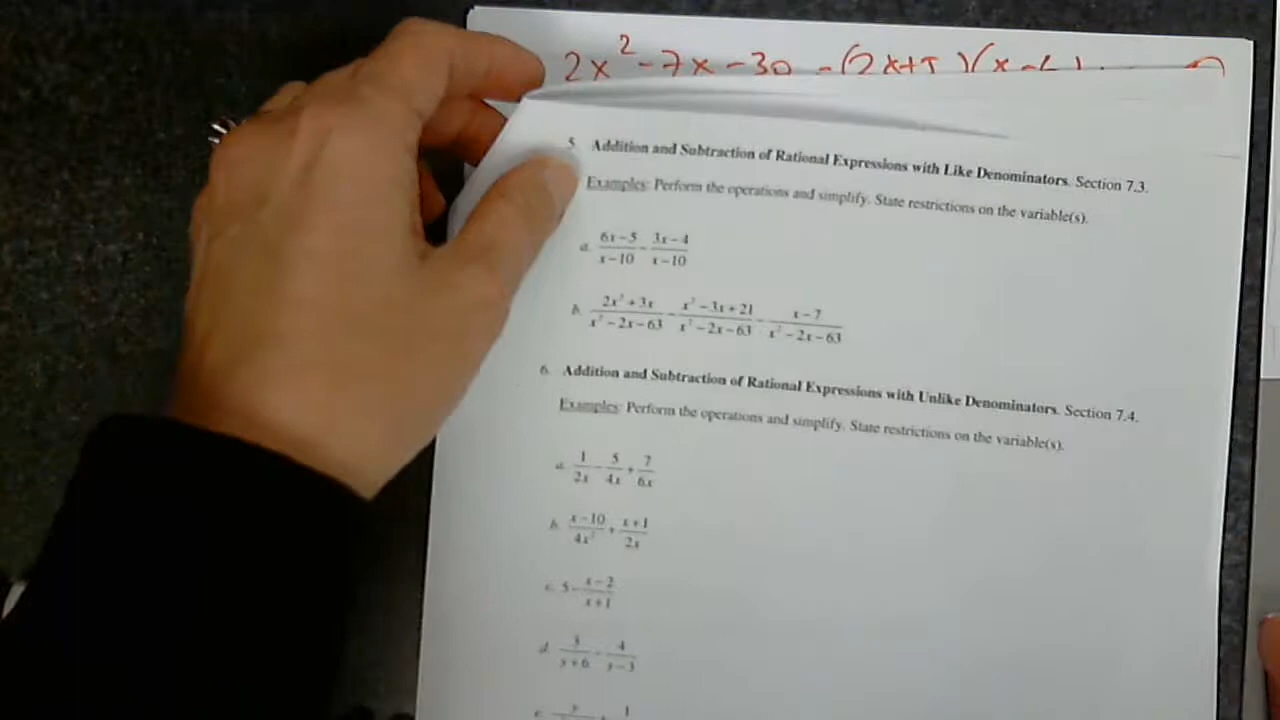 2x² - 7x - 30 = (2x+5)(x-6)
5. Addition and Subtraction of Rational Expressions with Like Denominators. Section 7.3.
Examples: Perform the operations and simplify. State restrictions on the variable(s).
a. (6x-5)/(x-10) - (3x-4)/(x-10)
b. (2x²+3x)/(x²-2x-63) - (x²-3x+21)/(x²-2x-63) - (x-7)/(x²-2x-63)
6. Addition and Subtraction of Rational Expressions with Unlike Denominators. Section 7.4.
Examples: Perform the operations and simplify. State restrictions on the variable(s).
a. 1/(2x) - 5/(4x) + 7/(6x)
b. (x-10)/(4x²) + (x+1)/(2x)
c. 5 - (x-2)/(x+1)
d. 3/(y+6) - 4/(y-3)
e.